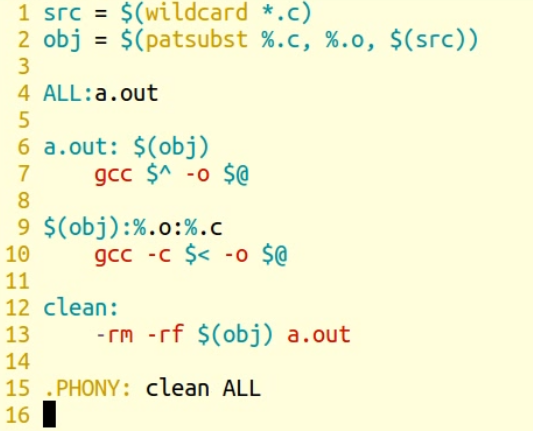 1 src = $(wildcard *.c)
2 obj = $(patsubst %.c, %.o, $(src))
3
4 ALL:a.out
5
6 a.out: $(obj)
7     gcc $^ -o $@
8
9 $(obj):%.o:%.c
10     gcc -c $< -o $@
11
12 clean:
13     -rm -rf $(obj) a.out
14
15 .PHONY: clean ALL
16